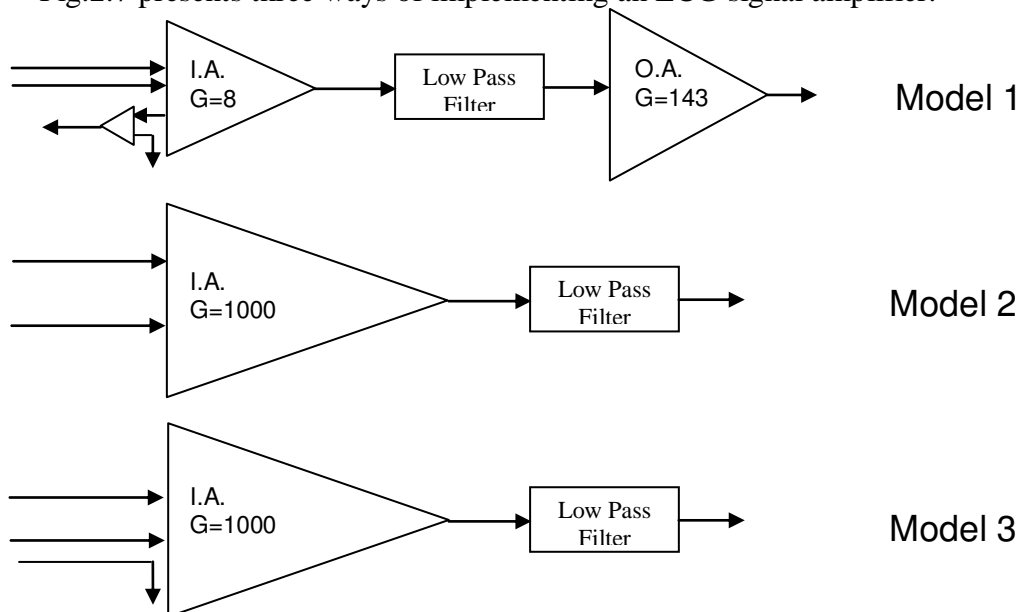 Fig.2.7 presents three ways of implementing an ECG signal amplifier.
I.A.
G=8
Low Pass
Filter
O.A.
G=143
Model 1
I.A.
G=1000
Low Pass
Filter
Model 2
I.A.
G=1000
Low Pass
Filter
Model 3